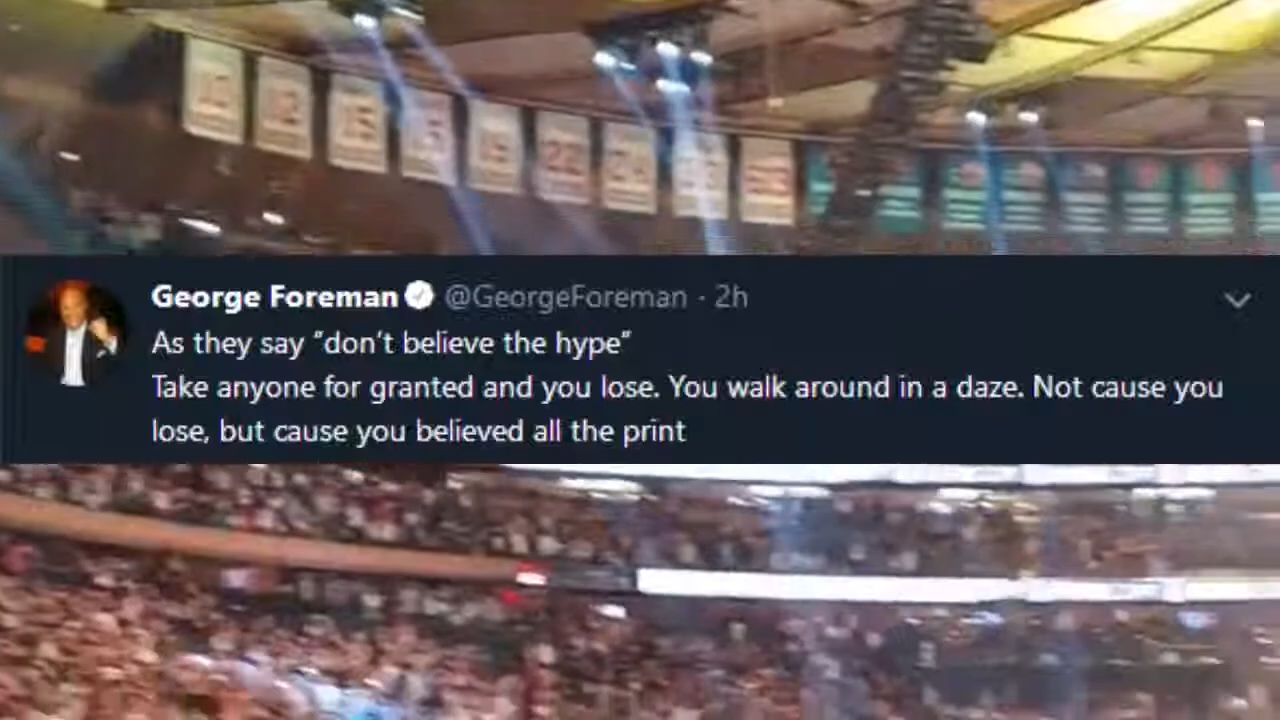 George Foreman @GeorgeForeman · 2h
As they say “don’t believe the hype”
Take anyone for granted and you lose. You walk around in a daze. Not cause you
lose, but cause you believed all the print